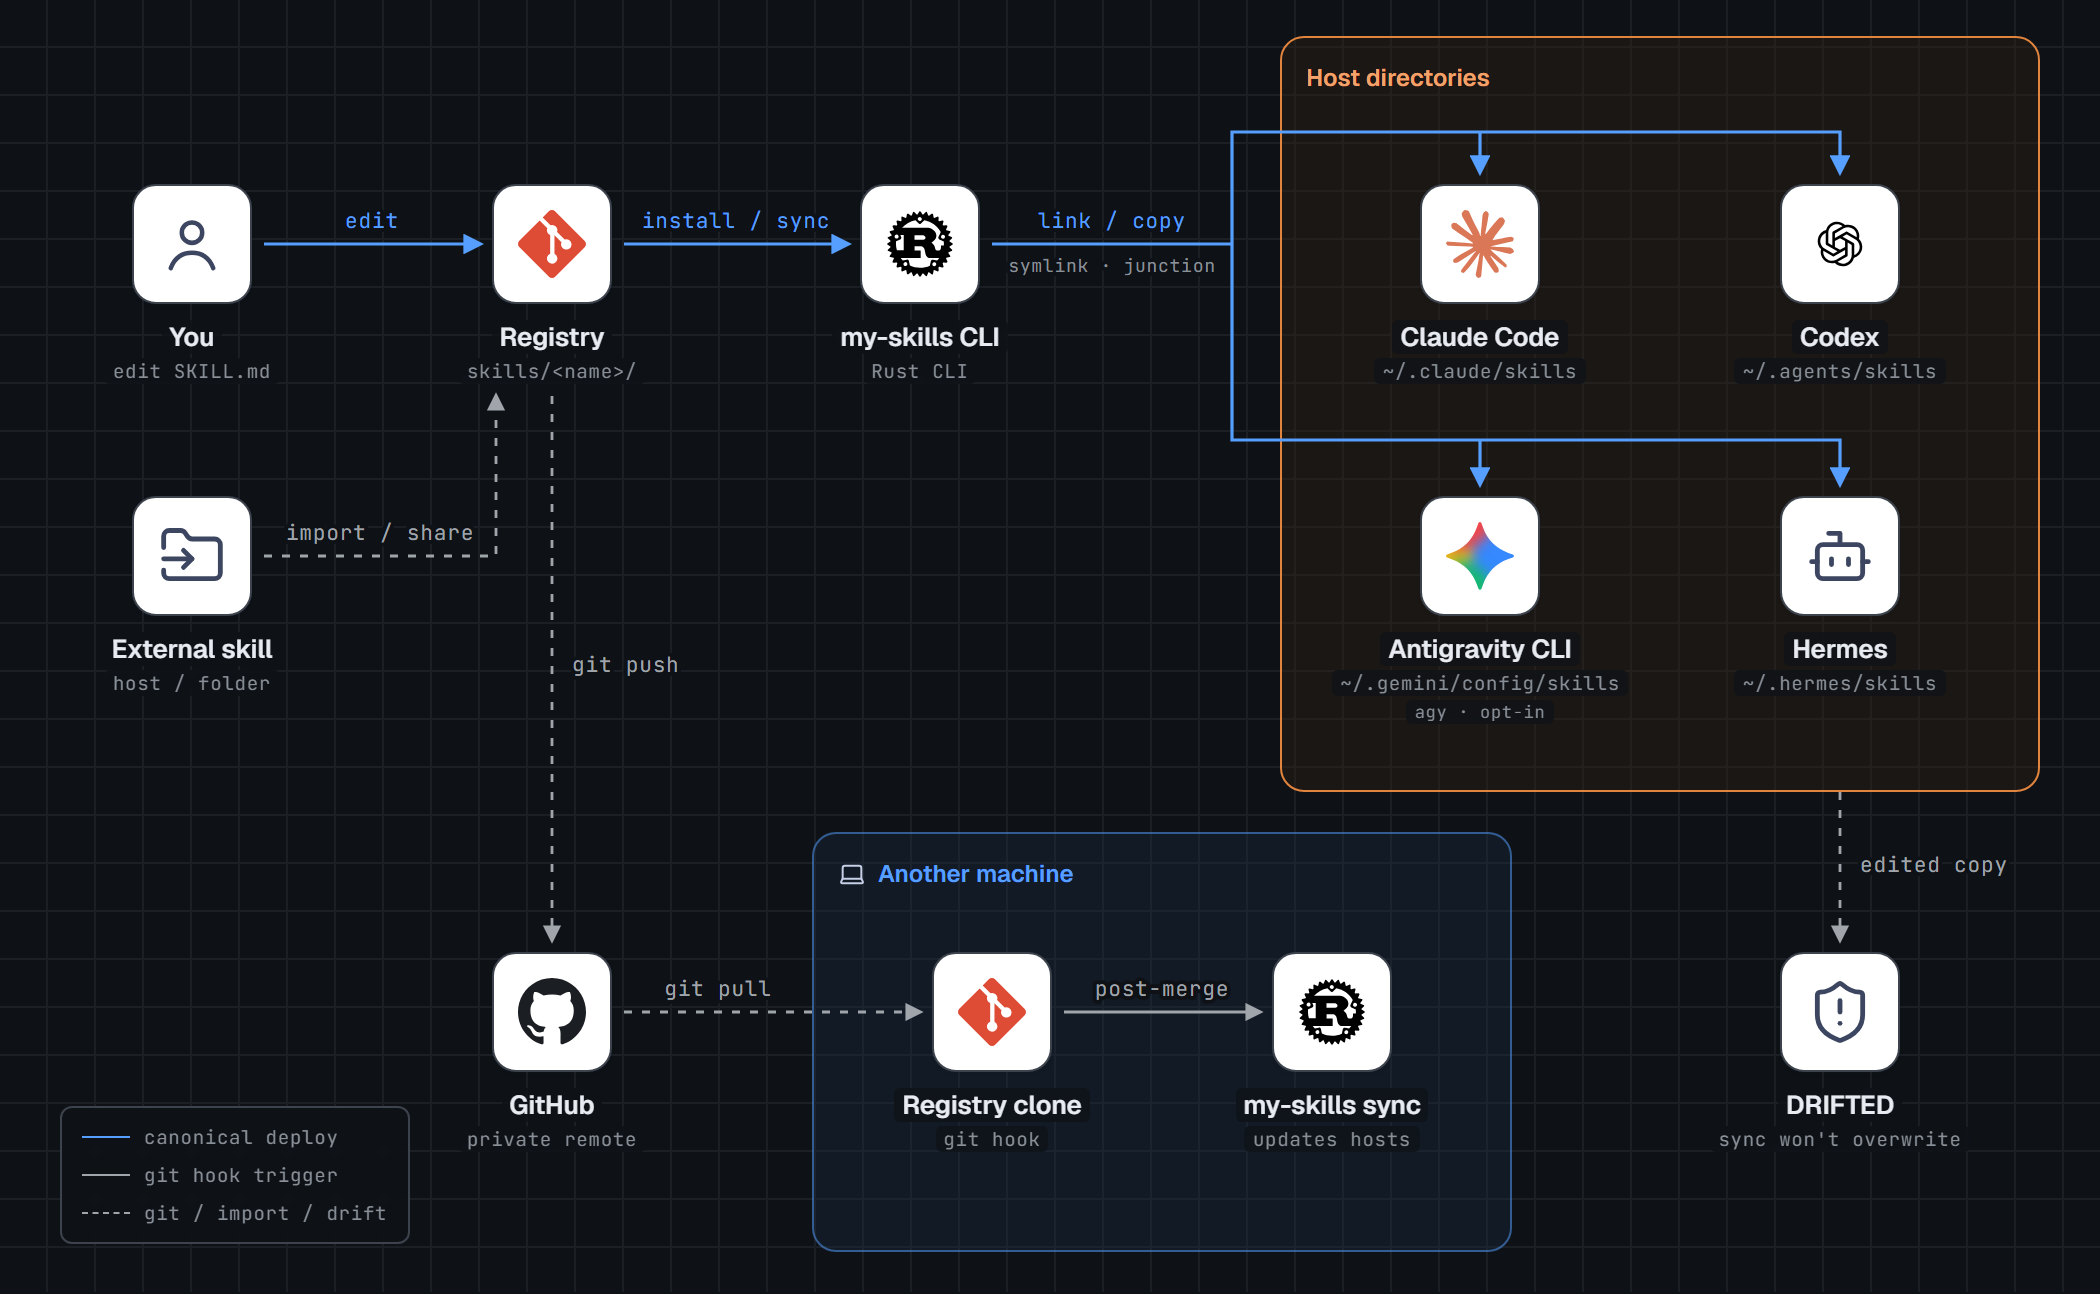 Host directories
edit
install / sync
link / copy
symlink · junction
You
edit SKILL.md
Registry
skills/<name>/
my-skills CLI
Rust CLI
Claude Code
~/.claude/skills
Codex
~/.agents/skills
import / share
External skill
host / folder
git push
Antigravity CLI
~/.gemini/config/skills
agy · opt-in
Hermes
~/.hermes/skills
Another machine
edited copy
git pull
post-merge
GitHub
private remote
Registry clone
git hook
my-skills sync
updates hosts
DRIFTED
sync won't overwrite
canonical deploy
git hook trigger
git / import / drift